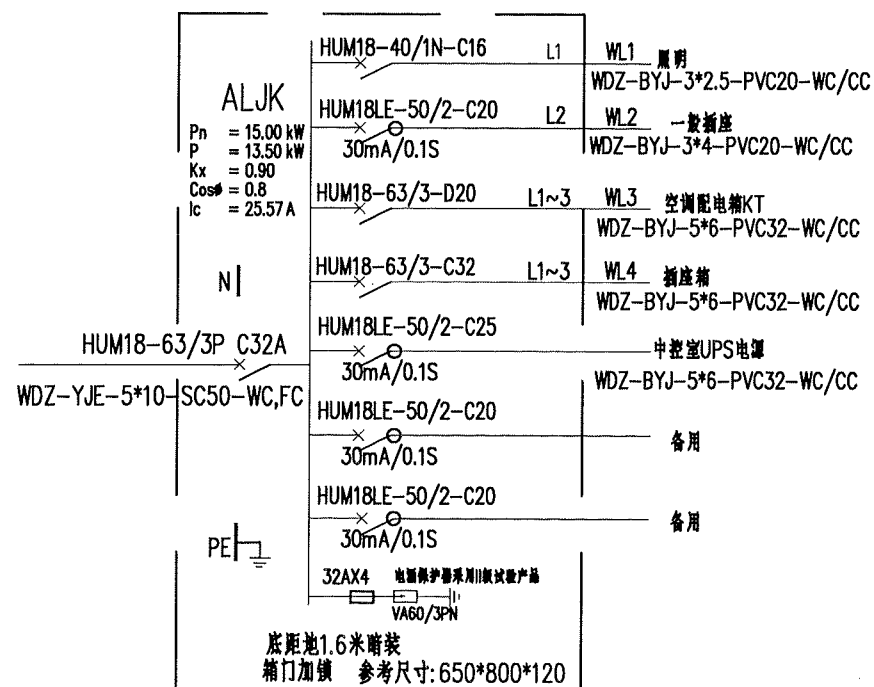 HUM18-40/1N-C16 L1 WL1 照明
WDZ-BYJ-3*2.5-PVC20-WC/CC
ALJK
Pn = 15.00 kW
P = 13.50 kW
Kx = 0.90
Cosø = 0.8
Ic = 25.57 A
HUM18LE-50/2-C20 L2 WL2 一般插座
30mA/0.1S WDZ-BYJ-3*4-PVC20-WC/CC
HUM18-63/3-D20 L1~3 WL3 空调配电箱KT
WDZ-BYJ-5*6-PVC32-WC/CC
N
HUM18-63/3-C32 L1~3 WL4 插座箱
WDZ-BYJ-5*6-PVC32-WC/CC
HUM18-63/3P C32A
WDZ-YJE-5*10-SC50-WC,FC
HUM18LE-50/2-C25 中控室UPS电源
30mA/0.1S WDZ-BYJ-5*6-PVC32-WC/CC
HUM18LE-50/2-C20 备用
30mA/0.1S
HUM18LE-50/2-C20 备用
30mA/0.1S
PE
32AX4 电源保护器采用II级试验产品
VA60/3PN
底距地1.6米暗装
箱门加锁 参考尺寸:650*800*120